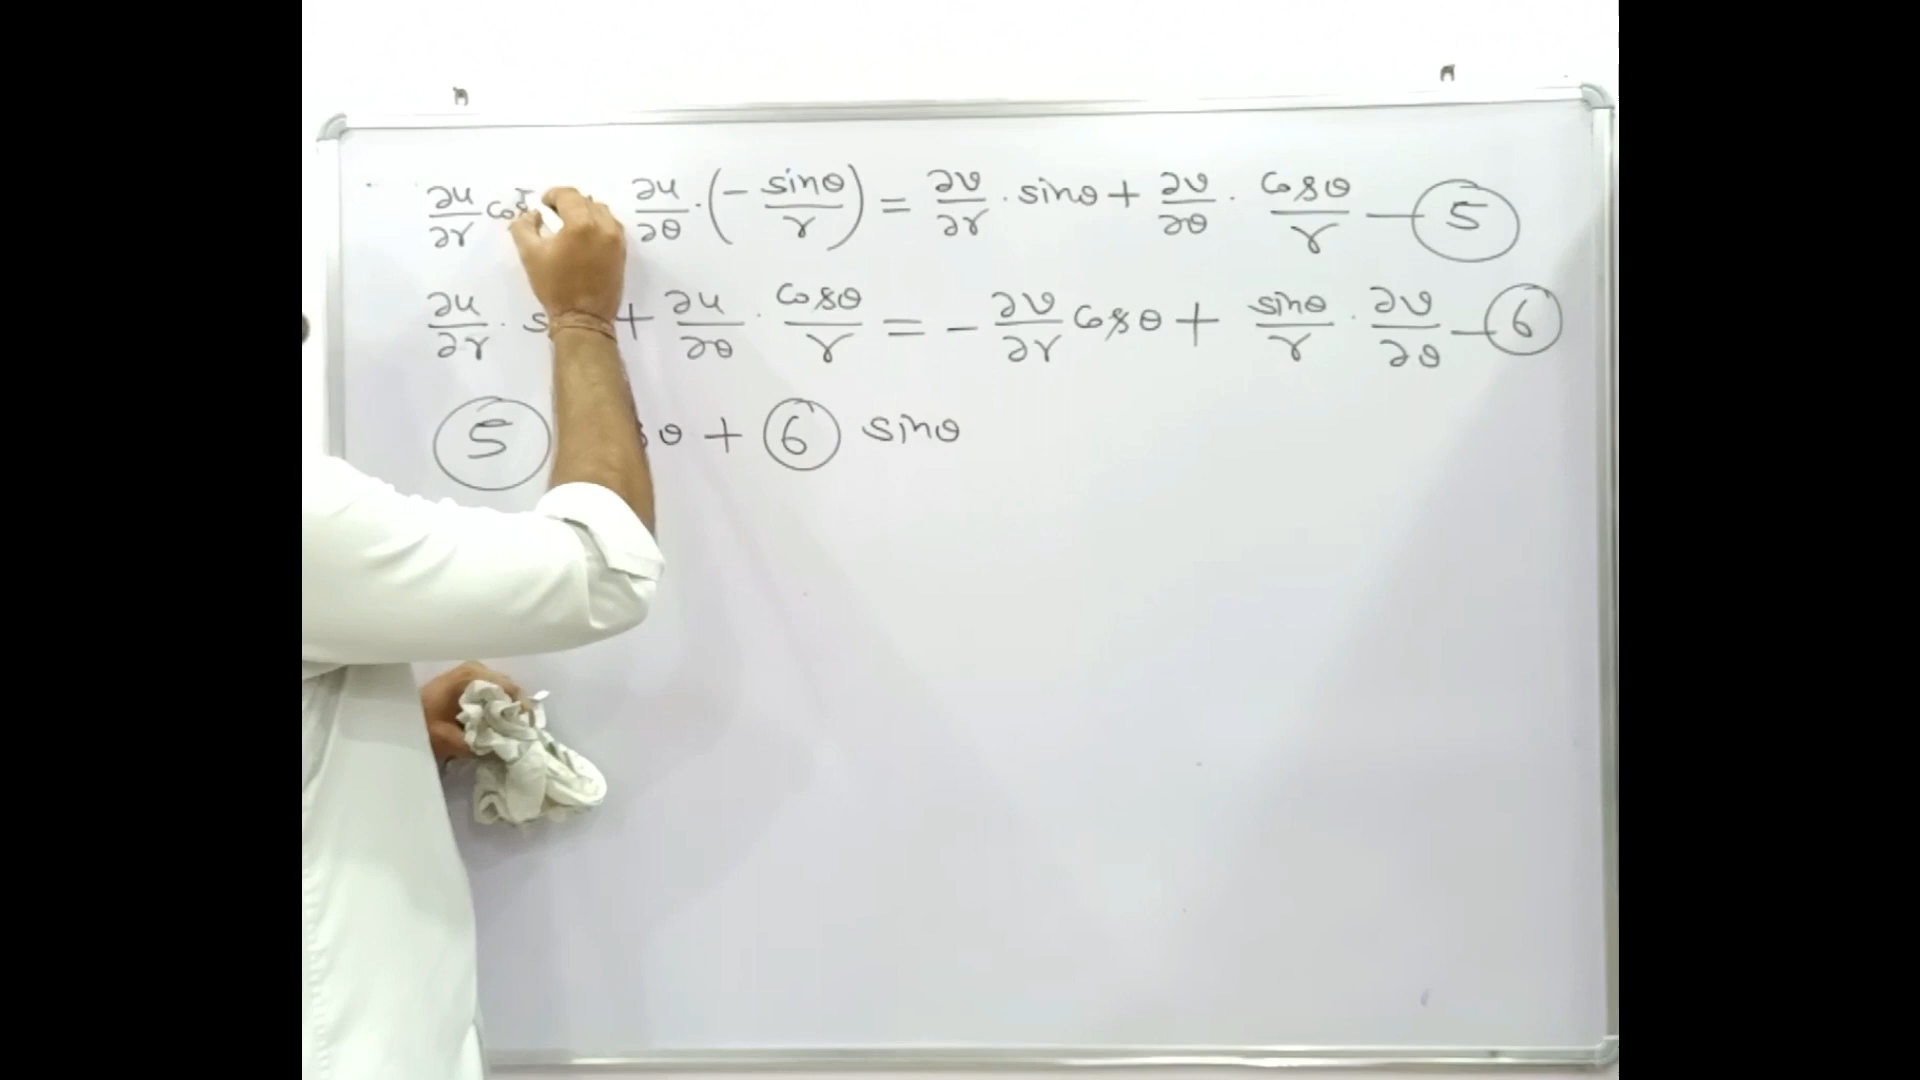 ∂u/∂r cos ∂u/∂θ · (− sinθ/r) = ∂v/∂r · sinθ + ∂v/∂θ · cosθ/r — 5
∂u/∂r · s + ∂u/∂θ · cosθ/r = − ∂v/∂r cosθ + sinθ/r · ∂v/∂θ — 6
5 θ + 6 sinθ